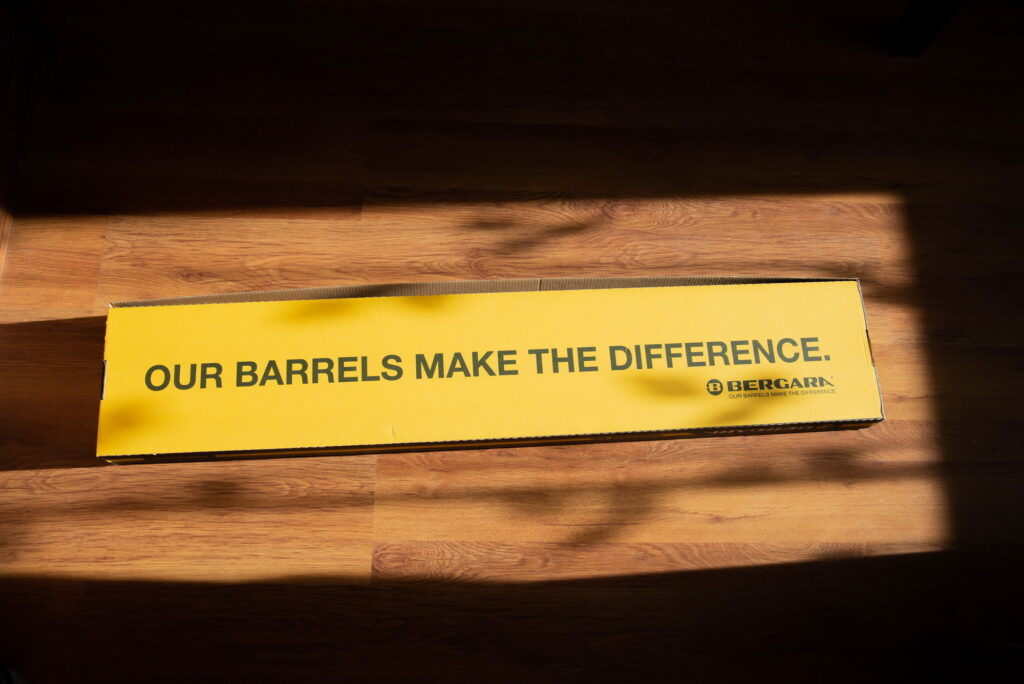 OUR BARRELS MAKE THE DIFFERENCE.
B BERGARA
OUR BARRELS MAKE THE DIFFERENCE